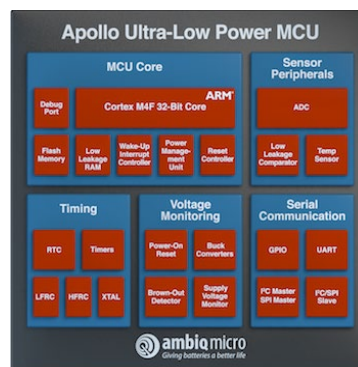 Apollo Ultra-Low Power MCU
MCU Core
Debug
Port
ARM®
Cortex M4F 32-Bit Core
Flash
Memory
Low
Leakage
RAM
Wake-Up
Interrupt
Controller
Power
Manage-
ment
Unit
Reset
Controller
Sensor
Peripherals
ADC
Low
Leakage
Comparator
Temp
Sensor
Timing
RTC
Timers
LFRC
HFRC
XTAL
Voltage
Monitoring
Power-On
Reset
Buck
Converters
Brown-Out
Detector
Supply
Voltage
Monitor
Serial
Communication
GPIO
UART
I²C Master
SPI Master
I²C/SPI
Slave
ambiqmicro
Giving batteries a better life